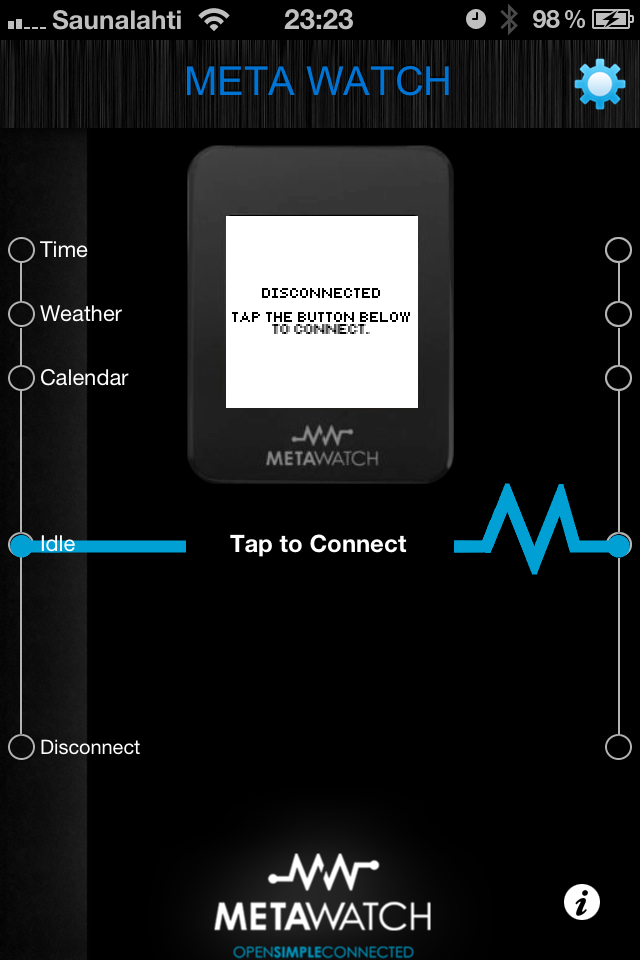 Saunalahti 23:23 98 %
META WATCH
DISCONNECTED
TAP THE BUTTON BELOW
TO CONNECT.
METAWATCH
Time
Weather
Calendar
Idle
Tap to Connect
Disconnect
METAWATCH
i
OPENSIMPLECONNECTED